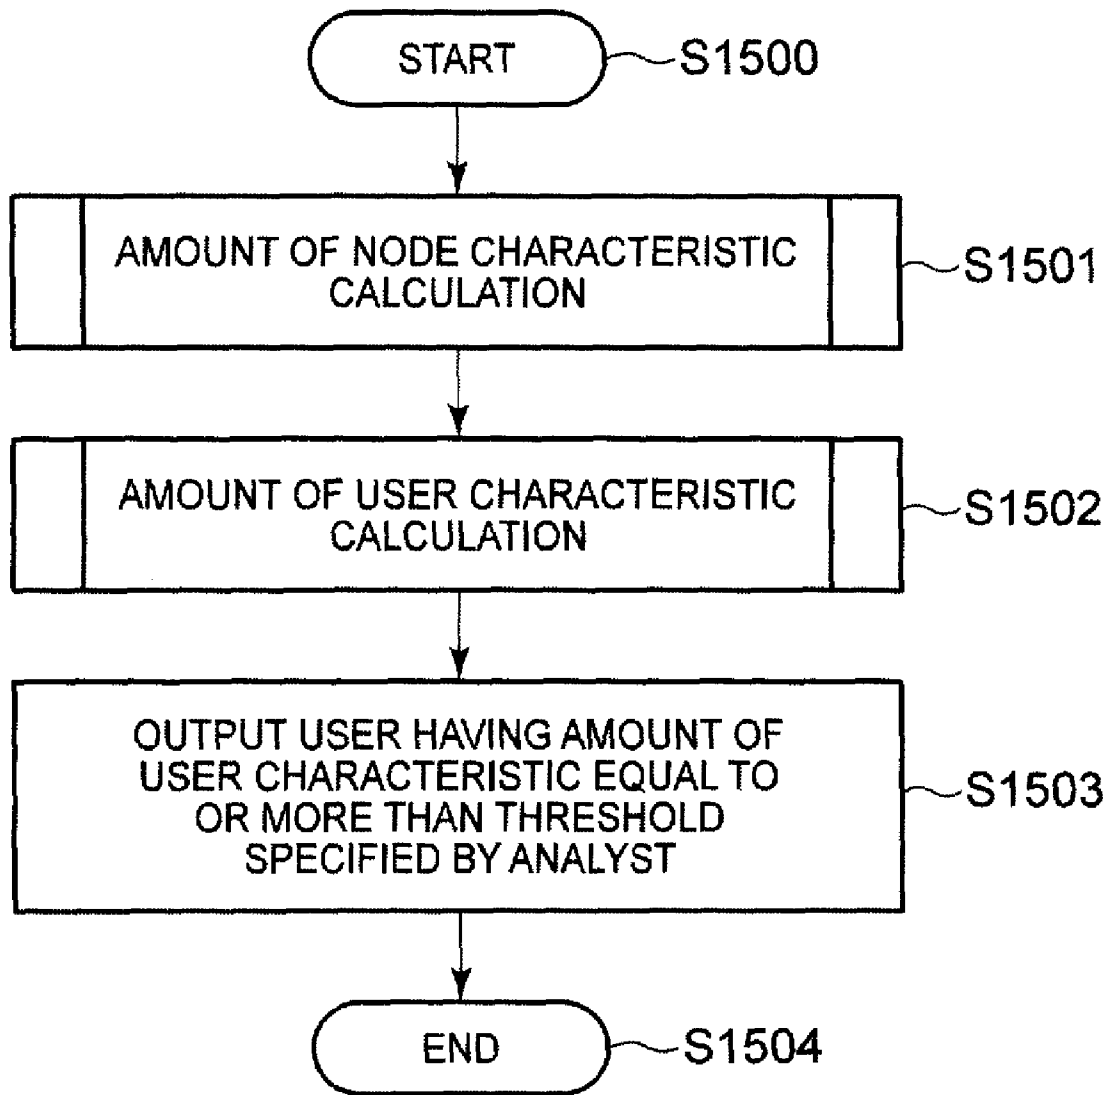 START
S1500
AMOUNT OF NODE CHARACTERISTIC
CALCULATION
S1501
AMOUNT OF USER CHARACTERISTIC
CALCULATION
S1502
OUTPUT USER HAVING AMOUNT OF
USER CHARACTERISTIC EQUAL TO
OR MORE THAN THRESHOLD
SPECIFIED BY ANALYST
S1503
END
S1504